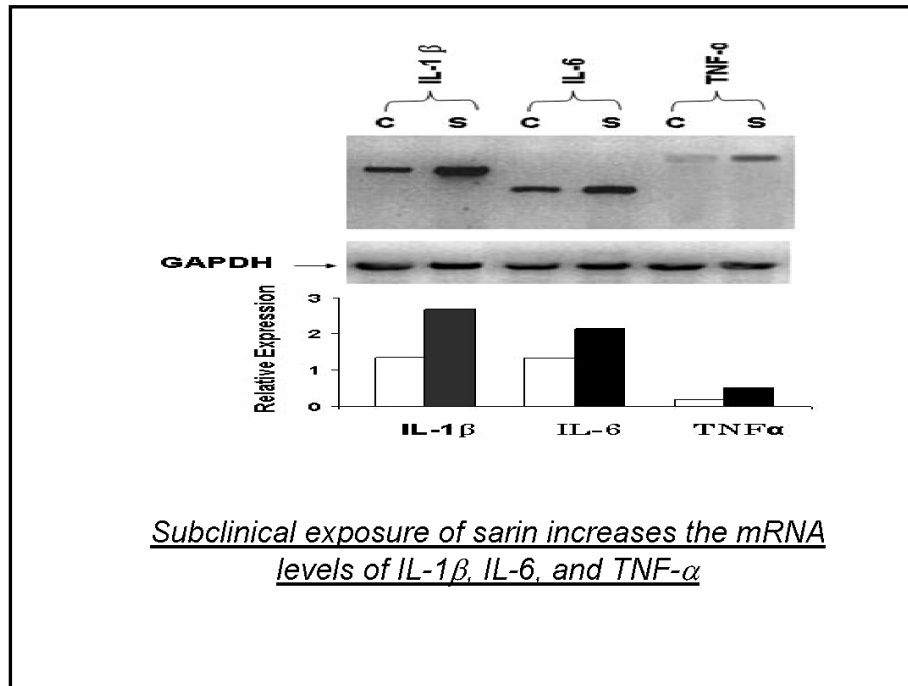 IL-1 β
IL-6
TNF-α
C S C S C S
GAPDH
Relative Expression
3
2
1
0
IL-1β IL-6 TNFα
Subclinical exposure of sarin increases the mRNA
levels of IL-1β, IL-6, and TNF-α